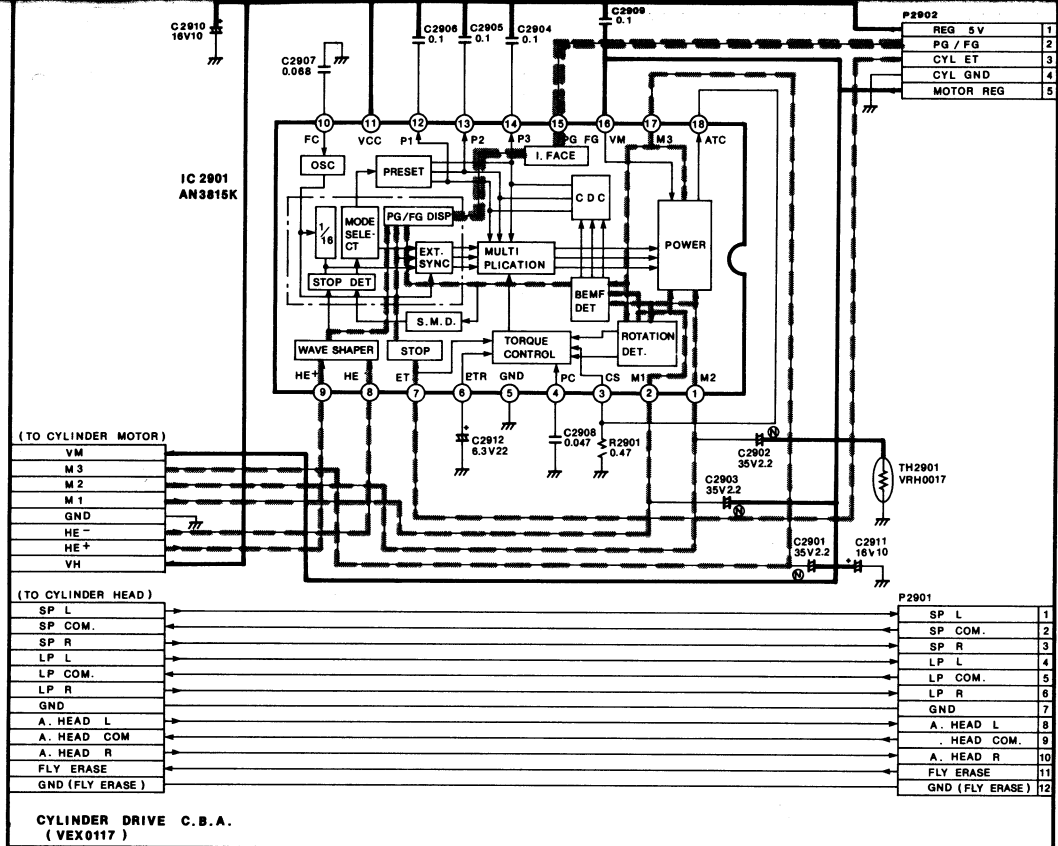 C2910
16V10
C2907
0.068
C2906
0.1
C2905
0.1
C2904
0.1
C2909
0.1
P2902
REG 5V 1
PG / FG 2
CYL ET 3
CYL GND 4
MOTOR REG 5
10 11 12 13 14 15 16 17 18
FC VCC P1 P2 P3 PG FG VM M3 ATC
IC 2901
AN3815K
OSC
PRESET
I. FACE
CDC
1/16
MODE
SELE-
CT
PG/FG DISP
EXT.
SYNC
MULTI
PLICATION
POWER
STOP DET
BEMF
DET
S.M.D.
WAVE SHAPER
STOP
TORQUE
CONTROL
ROTATION
DET.
HE+ HE- ET PTR GND PC CS M1 M2
9 8 7 6 5 4 3 2 1
C2912
6.3V22
C2908
0.047
R2901
0.47
N
C2902
35V2.2
TH2901
VRH0017
C2903
35V2.2
N
C2901
35V2.2
N
C2911
16V10
(TO CYLINDER MOTOR)
VM
M3
M2
M1
GND
HE-
HE+
VH
(TO CYLINDER HEAD)
SP L
SP COM.
SP R
LP L
LP COM.
LP R
GND
A. HEAD L
A. HEAD COM
A. HEAD R
FLY ERASE
GND (FLY ERASE)
P2901
SP L 1
SP COM. 2
SP R 3
LP L 4
LP COM. 5
LP R 6
GND 7
A. HEAD L 8
. HEAD COM. 9
A. HEAD R 10
FLY ERASE 11
GND (FLY ERASE) 12
CYLINDER DRIVE C.B.A.
( VEX0117 )